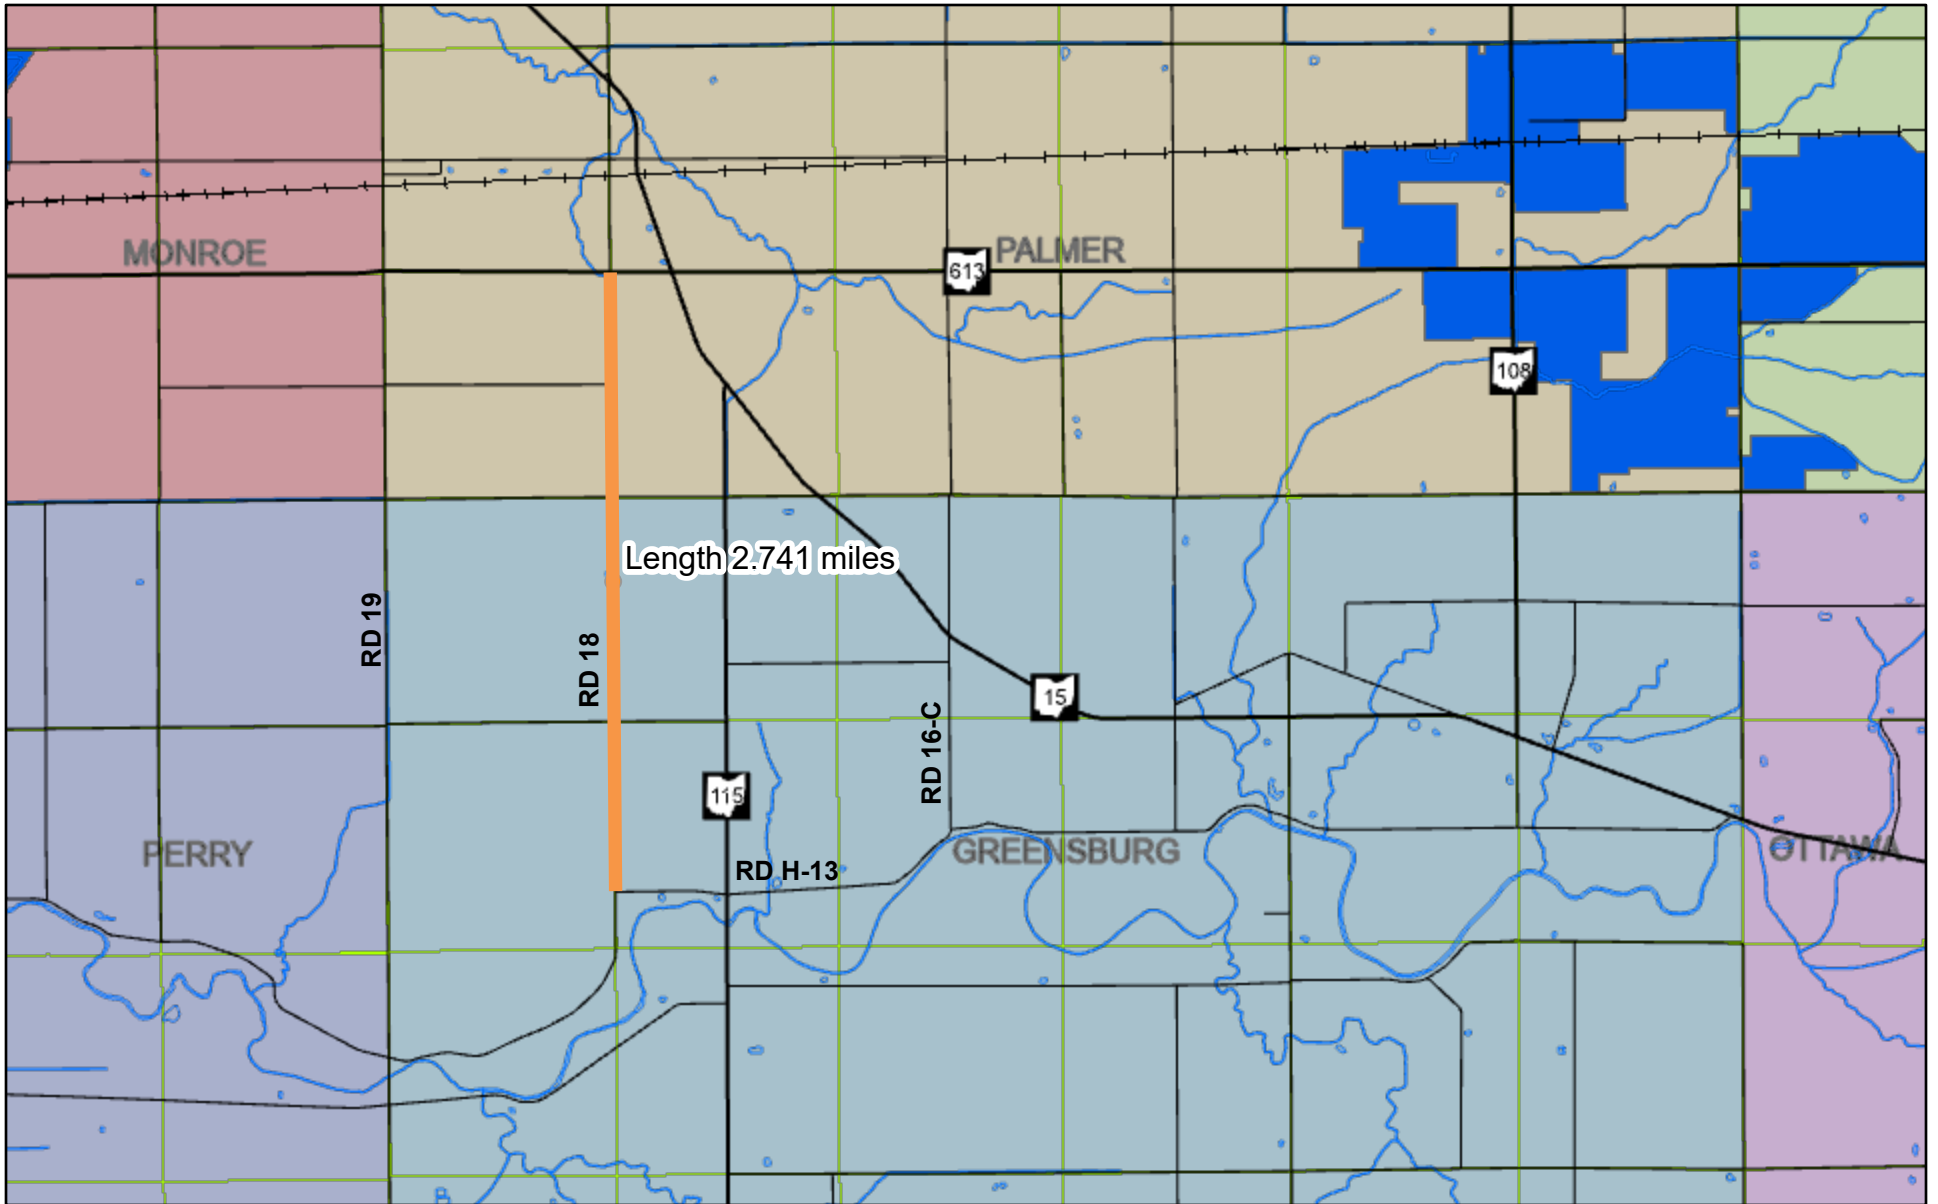 MONROE
PALMER
613
108
Length 2.741 miles
RD 19
RD 18
15
RD 16-C
115
PERRY
GREENSBURG
OTTAWA
RD H-13